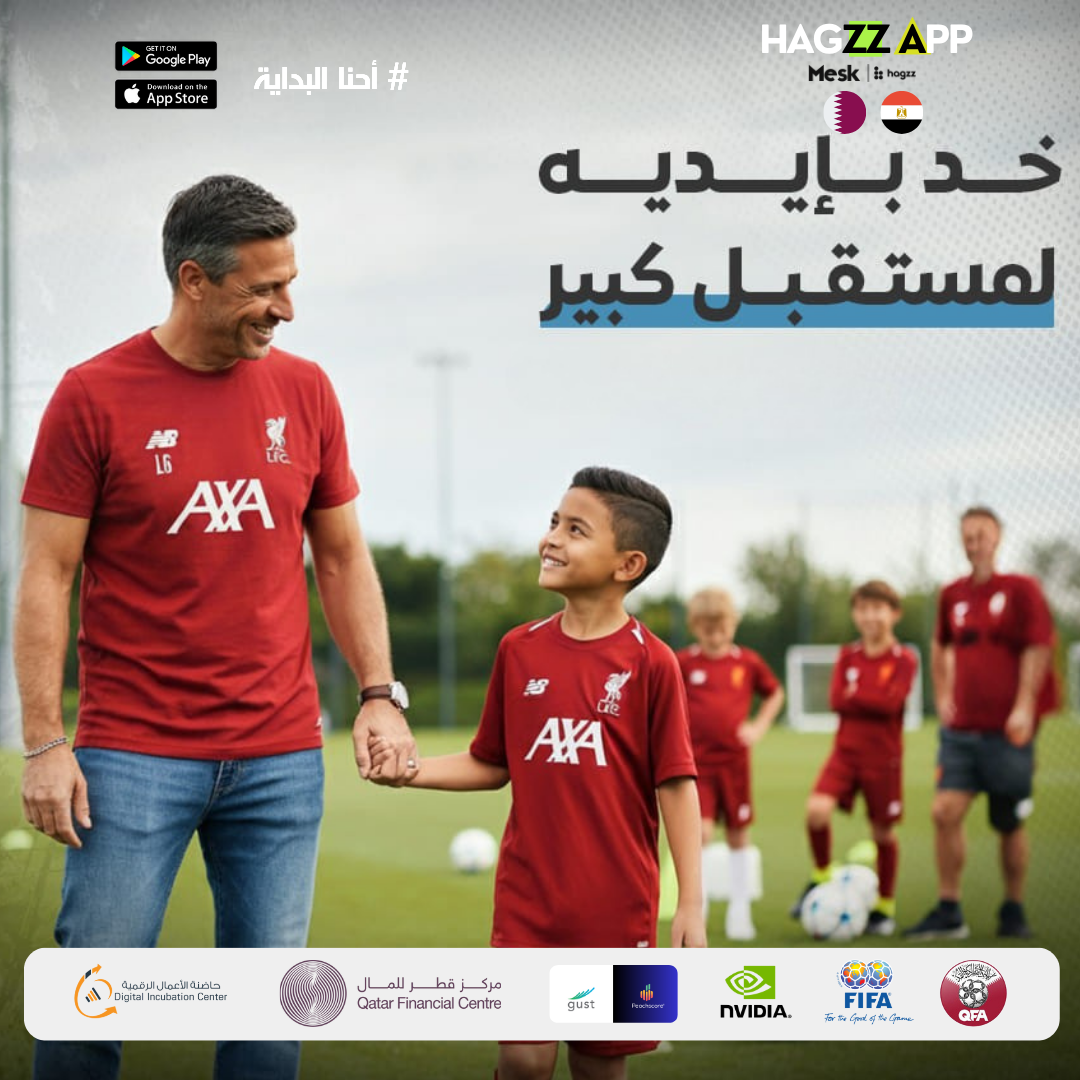 GET IT ON
Google Play
Download on the
App Store
# أحنا البداية
HAGZZ APP
Mesk | hagzz
خد بإيديه
لمستقبل كبير
NB
LG
LFC
AXA
NB
LFC
AXA
حاضنة الأعمال الرقمية
Digital Incubation Center
مركز قطر للمال
Qatar Financial Centre
gust
Peachscore
NVIDIA.
FIFA
For the Good of the Game
QFA